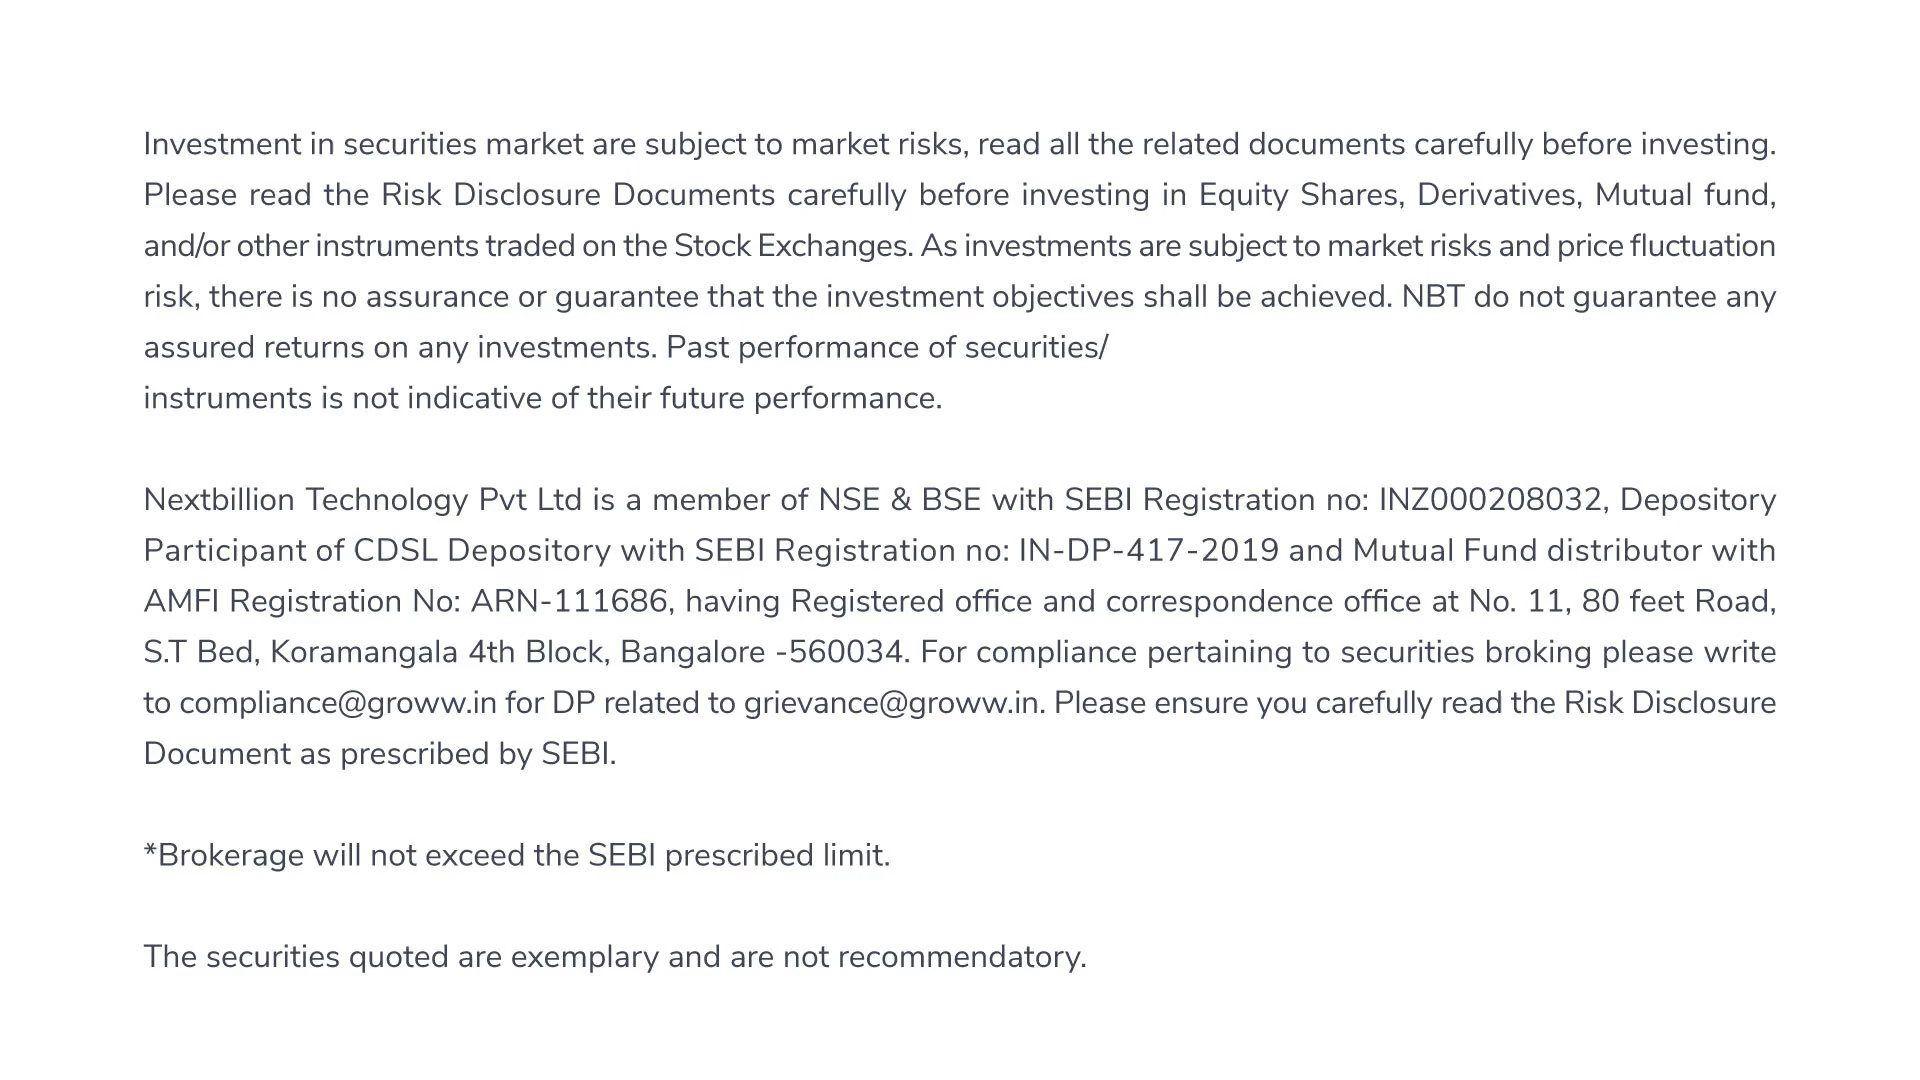 Investment in securities market are subject to market risks, read all the related documents carefully before investing.
Please read the Risk Disclosure Documents carefully before investing in Equity Shares, Derivatives, Mutual fund,
and/or other instruments traded on the Stock Exchanges. As investments are subject to market risks and price fluctuation
risk, there is no assurance or guarantee that the investment objectives shall be achieved. NBT do not guarantee any
assured returns on any investments. Past performance of securities/
instruments is not indicative of their future performance.
Nextbillion Technology Pvt Ltd is a member of NSE & BSE with SEBI Registration no: INZ000208032, Depository
Participant of CDSL Depository with SEBI Registration no: IN-DP-417-2019 and Mutual Fund distributor with
AMFI Registration No: ARN-111686, having Registered office and correspondence office at No. 11, 80 feet Road,
S.T Bed, Koramangala 4th Block, Bangalore -560034. For compliance pertaining to securities broking please write
to compliance@groww.in for DP related to grievance@groww.in. Please ensure you carefully read the Risk Disclosure
Document as prescribed by SEBI.
*Brokerage will not exceed the SEBI prescribed limit.
The securities quoted are exemplary and are not recommendatory.